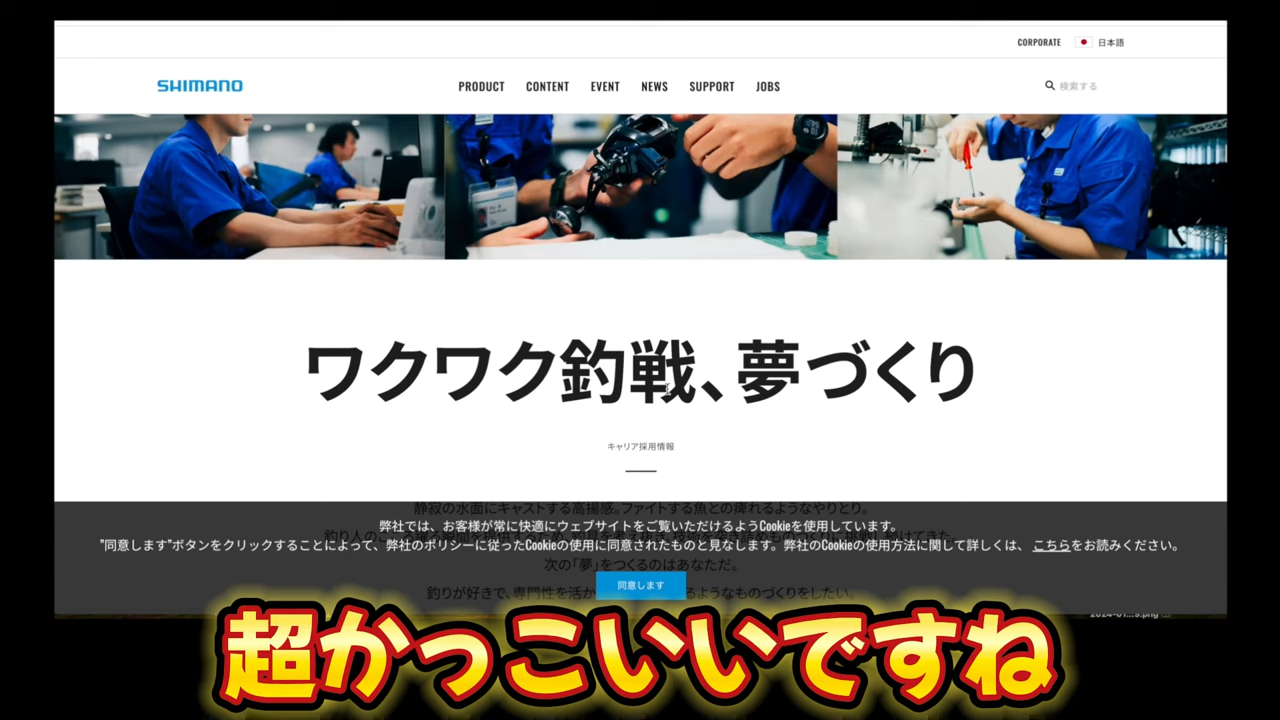 CORPORATE 日本語
SHIMANO PRODUCT CONTENT EVENT NEWS SUPPORT JOBS 検索する
ワクワク釣戦、夢づくり
キャリア採用情報
静寂の水面にキャストする高揚感。ファイトする魚との痺れるようなやりとり。
弊社では、お客様が常に快適にウェブサイトをご覧いただけるようCookieを使用しています。
"同意します"ボタンをクリックすることによって、弊社のポリシーに従ったCookieの使用に同意されたものと見なします。弊社のCookieの使用方法に関して詳しくは、 こちらをお読みください。
次の「夢」をつくるのはあなただ。
同意します
釣りが好きで、専門性を活か るようなものづくりをしたい。
超かっこいいですね